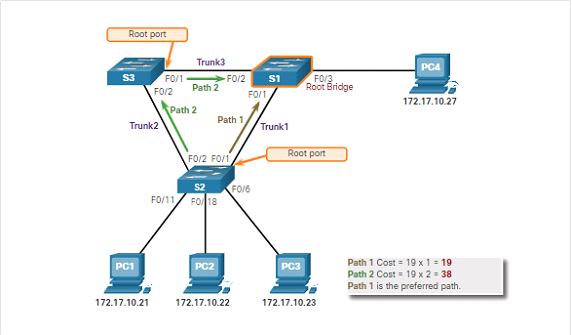 Root port
Trunk3
S3
F0/1
F0/2
S1
F0/3
PC4
Path 2
Root Bridge
F0/2
F0/1
172.17.10.27
Path 2
Path 1
Trunk2
Trunk1
F0/2
F0/1
Root port
S2
F0/11
F0/18
F0/6
PC1
PC2
PC3
Path 1 Cost = 19 x 1 = 19
Path 2 Cost = 19 x 2 = 38
Path 1 is the preferred path.
172.17.10.21
172.17.10.22
172.17.10.23